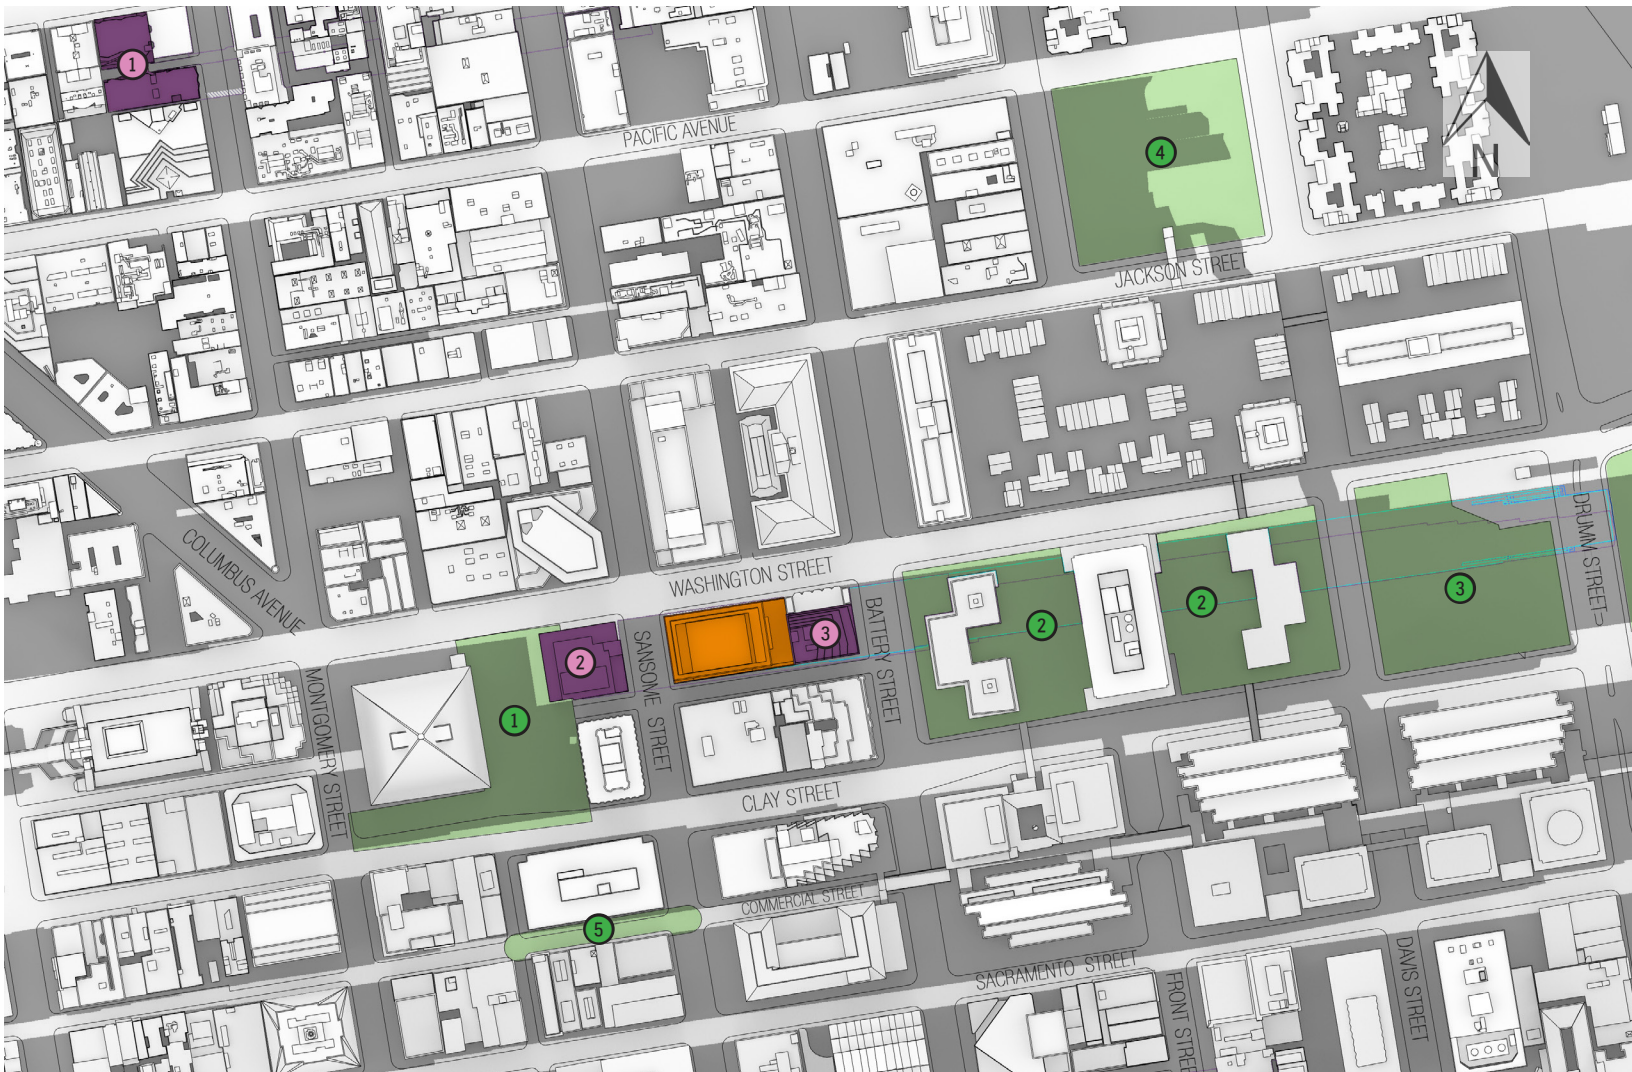 1
PACIFIC AVENUE
4
N
JACKSON STREET
COLUMBUS AVENUE
WASHINGTON STREET
DRUMM STREET
2
2
3
3
2
BATTERY STREET
SANSOME STREET
MONTGOMERY STREET
1
CLAY STREET
COMMERCIAL STREET
5
SACRAMENTO STREET
FRONT STREE
DAVIS STREET